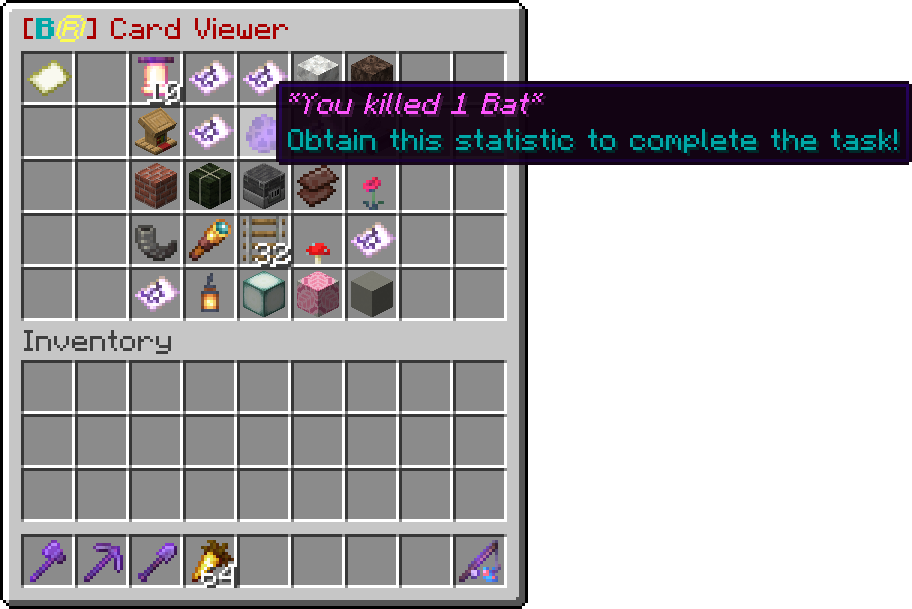 [BR] Card Viewer
10
*You killed 1 Bat*
Obtain this statistic to complete the task!
32
Inventory
64